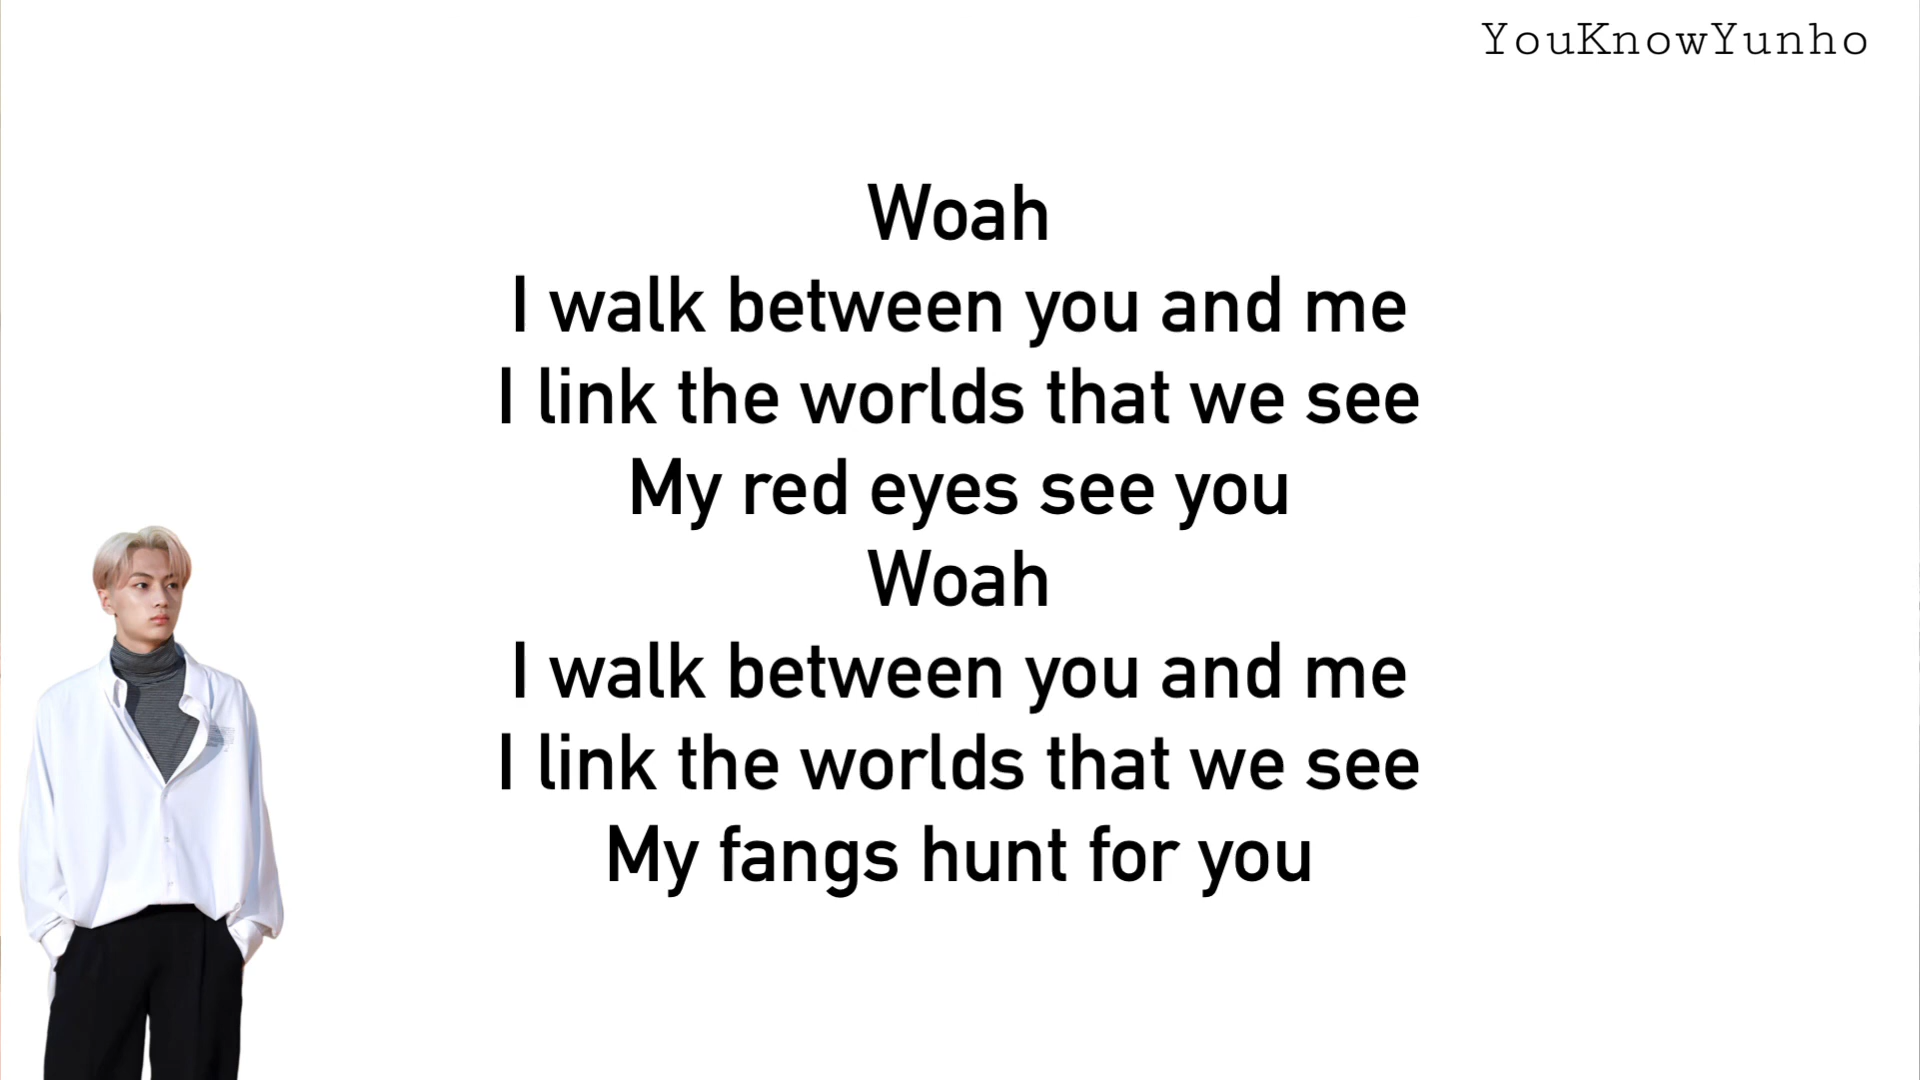 YouKnowYunho
Woah
I walk between you and me
I link the worlds that we see
My red eyes see you
Woah
I walk between you and me
I link the worlds that we see
My fangs hunt for you